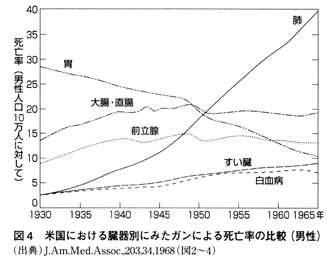 死亡率（男性人口10万人に対して）
40
35
30
25
20
15
10
5
0
胃
大腸・直腸
前立腺
肺
すい臓
白血病
1930 1935 1940 1945 1950 1955 1960 1965年
図4 米国における臓器別にみたガンによる死亡率の比較（男性）
(出典) J.Am.Med.Assoc.,203,34,1968 (図2〜4)